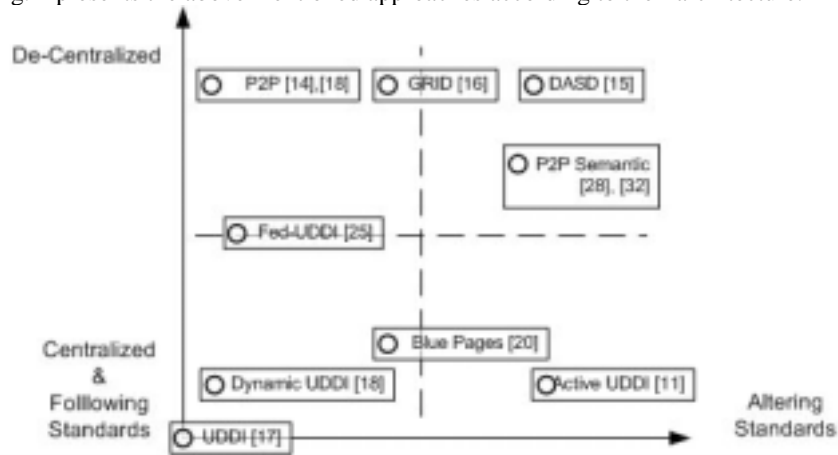 De-Centralized
P2P [14],[18]
GRID [16]
DASD [15]
P2P Semantic
[28], [32]
Fed-UDDI [25]
Blue Pages [20]
Centralized
&
Folllowing
Standards
Dynamic UDDI [18]
Active UDDI [11]
Altering
Standards
UDDI [17]